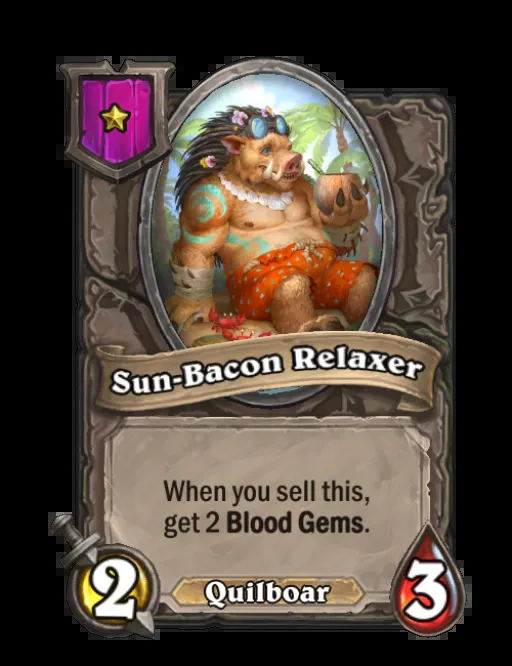 Sun-Bacon Relaxer
When you sell this,
get 2 Blood Gems.
2
Quilboar
3